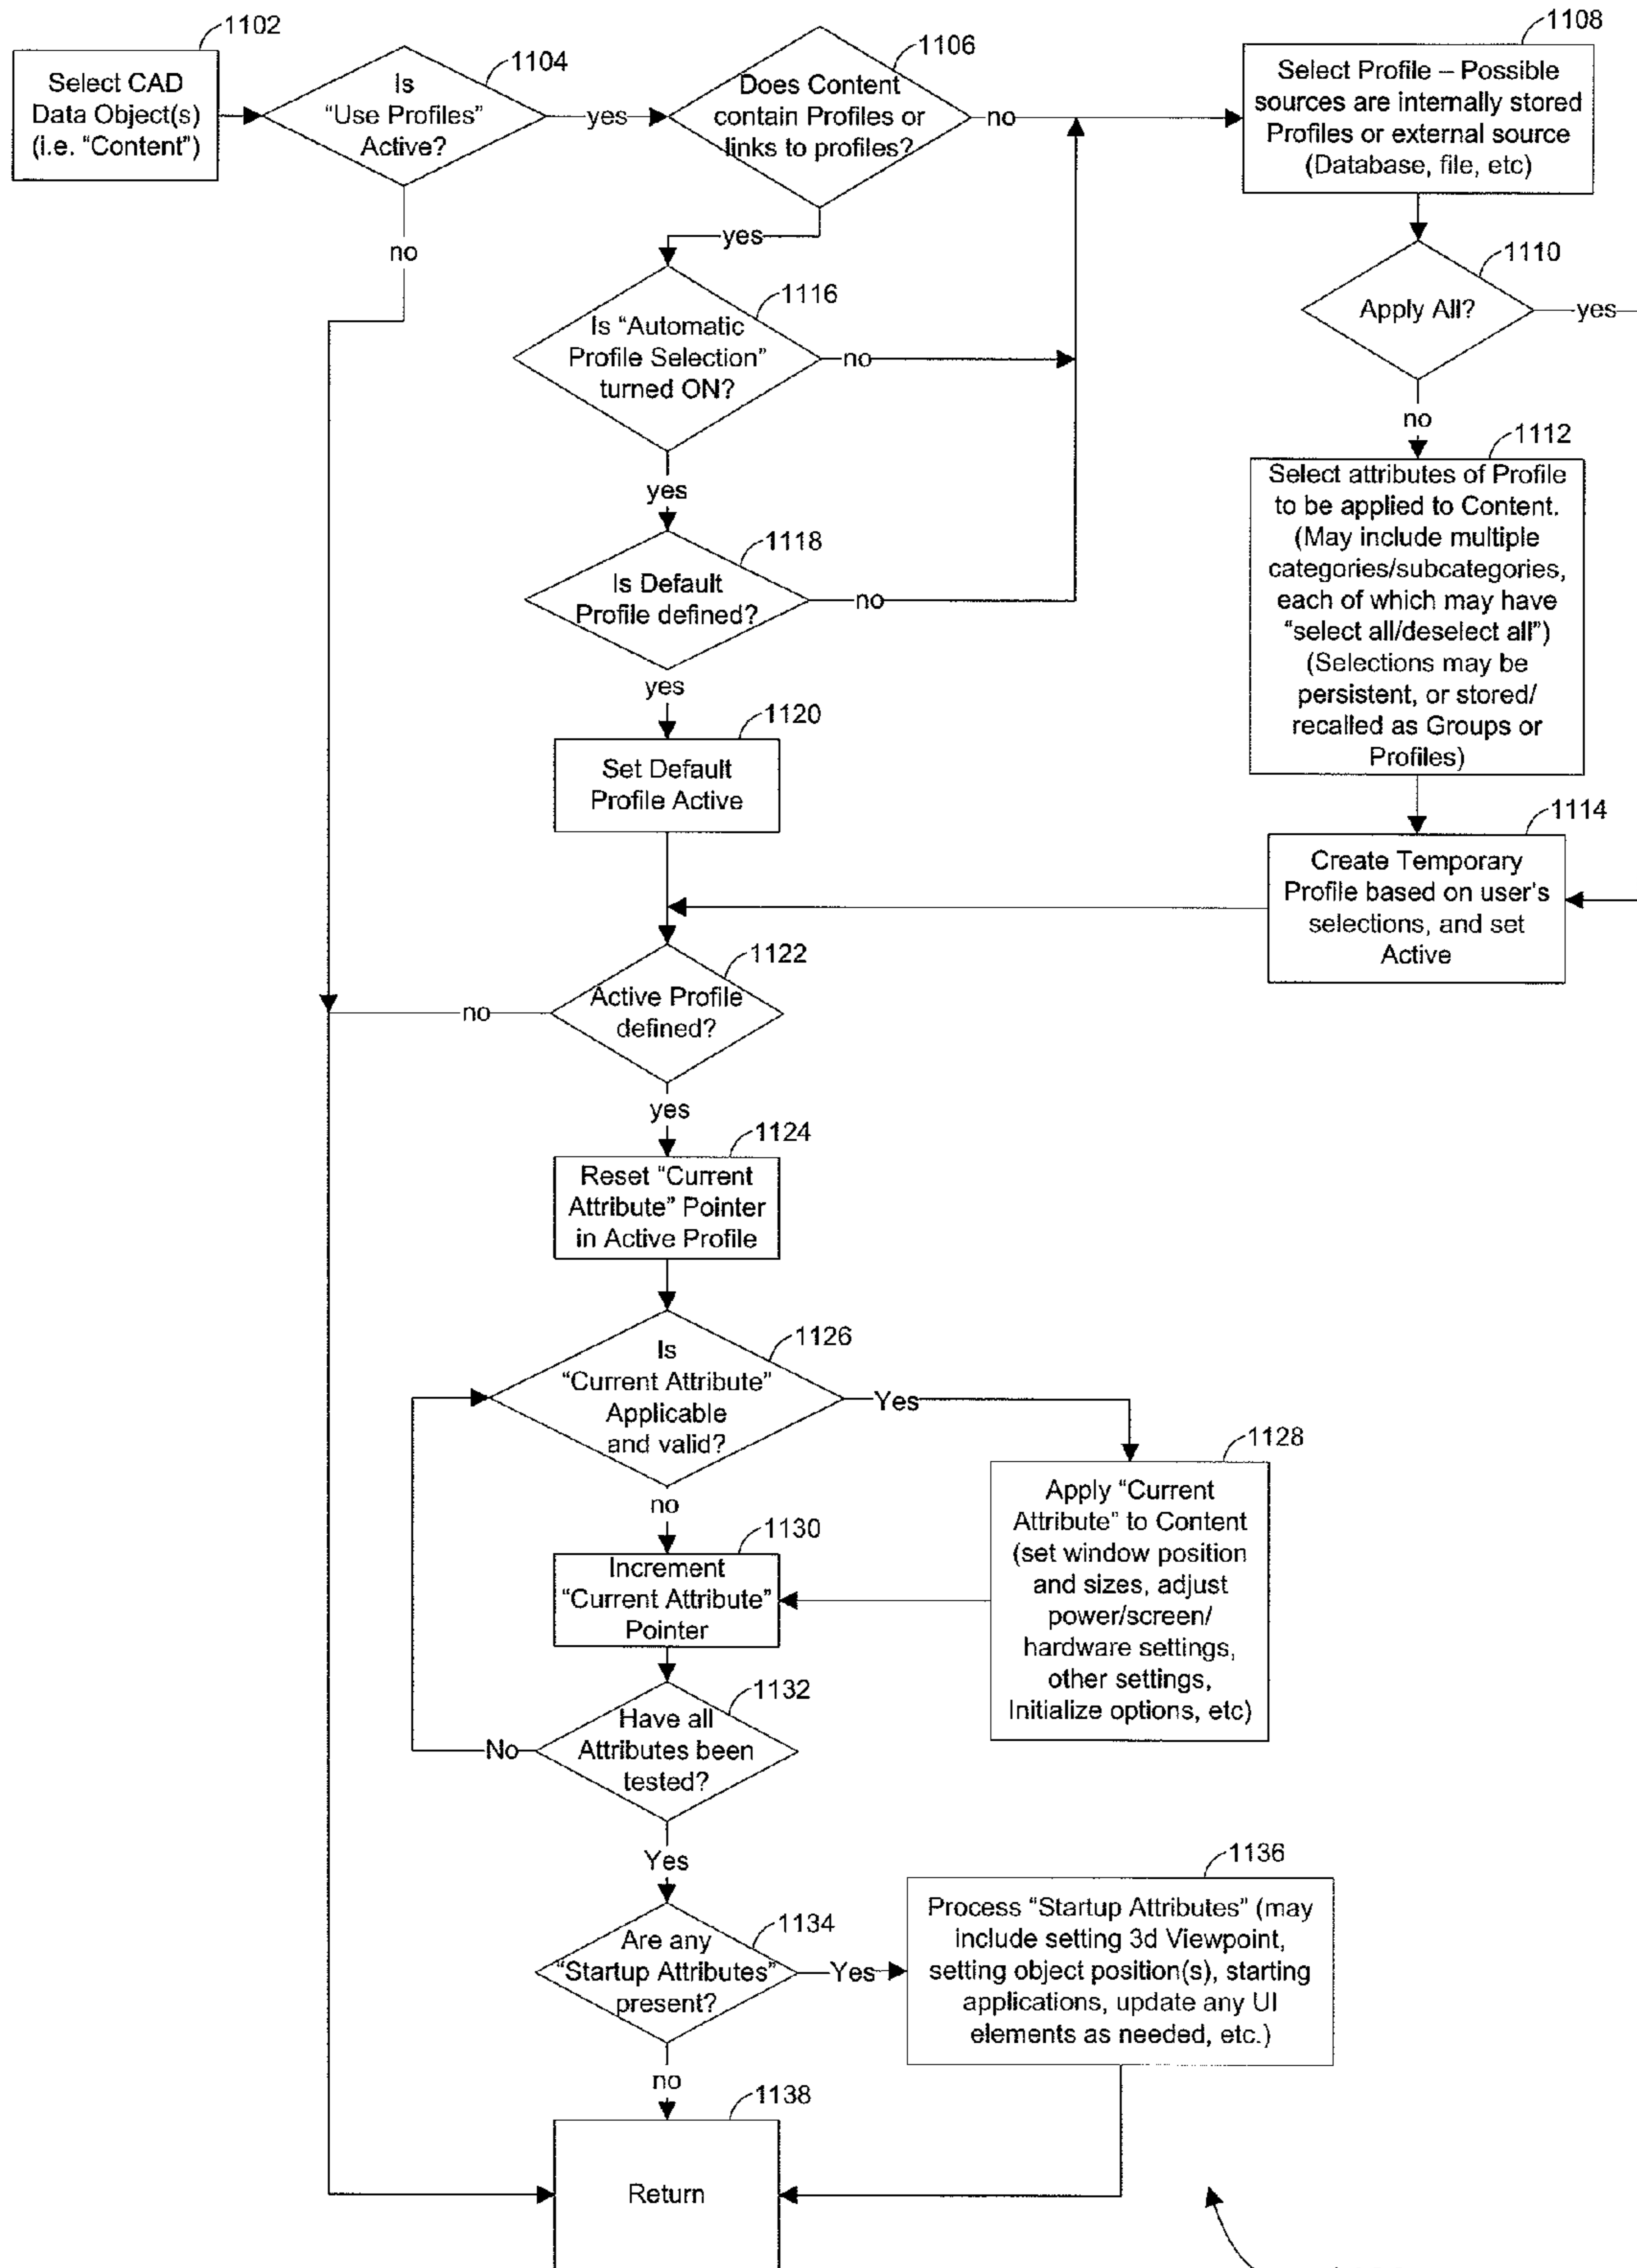 1102
Select CAD
Data Object(s)
(i.e. “Content”)
1104
Is
“Use Profiles”
Active?
yes
no
1106
Does Content
contain Profiles or
links to profiles?
no
yes
1108
Select Profile – Possible
sources are internally stored
Profiles or external source
(Database, file, etc)
1110
Apply All?
yes
no
1112
Select attributes of Profile
to be applied to Content.
(May include multiple
categories/subcategories,
each of which may have
“select all/deselect all”)
(Selections may be
persistent, or stored/
recalled as Groups or
Profiles)
1114
Create Temporary
Profile based on user's
selections, and set
Active
1116
Is “Automatic
Profile Selection”
turned ON?
no
yes
1118
Is Default
Profile defined?
no
yes
1120
Set Default
Profile Active
1122
Active Profile
defined?
no
yes
1124
Reset “Current
Attribute” Pointer
in Active Profile
1126
Is
“Current Attribute”
Applicable
and valid?
Yes
no
1128
Apply “Current
Attribute” to Content
(set window position
and sizes, adjust
power/screen/
hardware settings,
other settings,
Initialize options, etc)
1130
Increment
“Current Attribute”
Pointer
1132
Have all
Attributes been
tested?
No
Yes
1134
Are any
“Startup Attributes”
present?
Yes
no
1136
Process “Startup Attributes” (may
include setting 3d Viewpoint,
setting object position(s), starting
applications, update any UI
elements as needed, etc.)
1138
Return